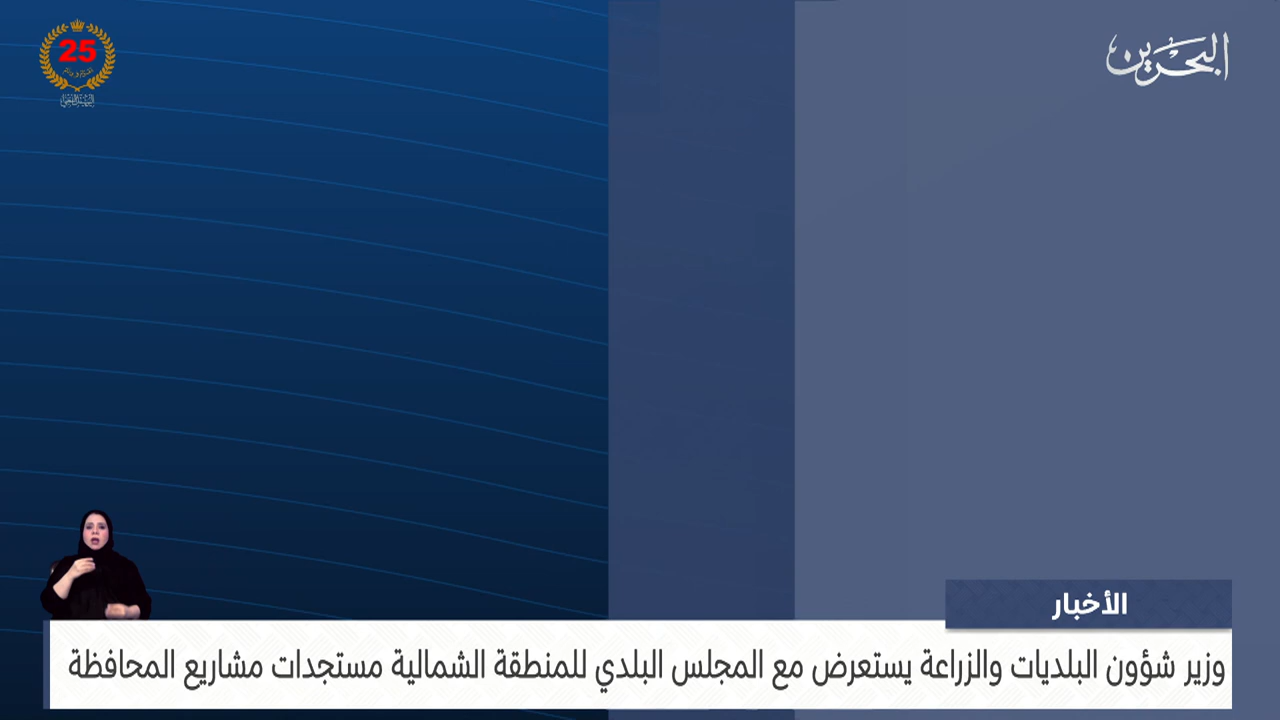 البحرين
25
الأخبار
وزير شؤون البلديات والزراعة يستعرض مع المجلس البلدي للمنطقة الشمالية مستجدات مشاريع المحافظة